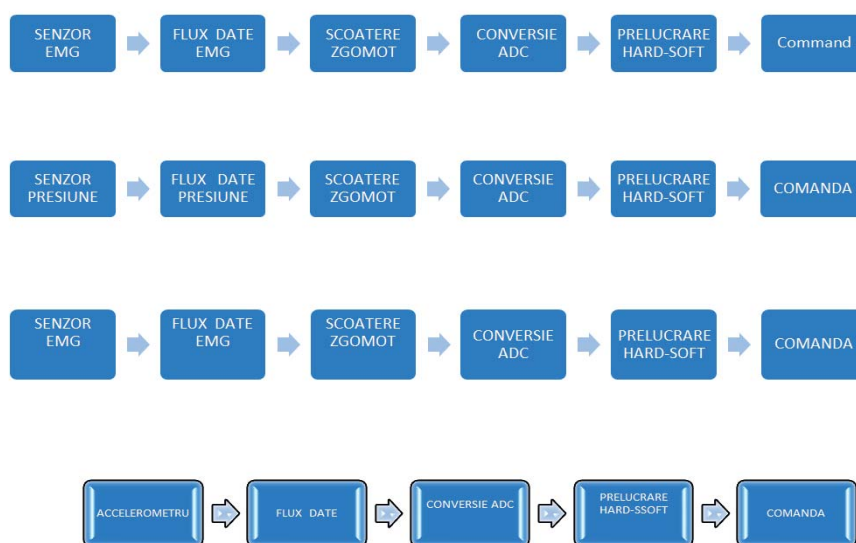 SENZOR
EMG
FLUX DATE
EMG
SCOATERE
ZGOMOT
CONVERSIE
ADC
PRELUCRARE
HARD-SOFT
Command
SENZOR
PRESIUNE
FLUX DATE
PRESIUNE
SCOATERE
ZGOMOT
CONVERSIE
ADC
PRELUCRARE
HARD-SOFT
COMANDA
SENZOR
EMG
FLUX DATE
EMG
SCOATERE
ZGOMOT
CONVERSIE
ADC
PRELUCRARE
HARD-SOFT
COMANDA
ACCELEROMETRU
FLUX DATE
CONVERSIE ADC
PRELUCRARE
HARD-SSOFT
COMANDA